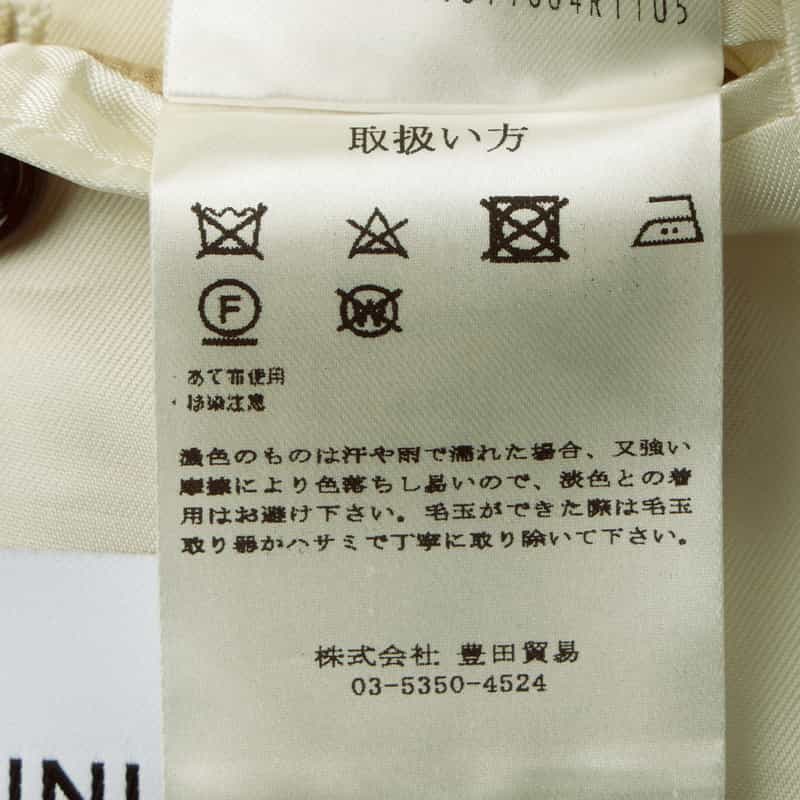 取扱い方
F
W
・あて布使用
・は染注意
濃色のものは汗や雨で濡れた場合、又強い
摩擦により色落ちし易いので、淡色との着
用はお避け下さい。毛玉ができた際は毛玉
取り器かハサミで丁寧に取り除いて下さい。
株式会社 豊田貿易
03-5350-4524